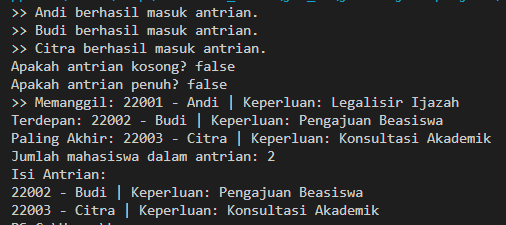 >> Andi berhasil masuk antrian.
>> Budi berhasil masuk antrian.
>> Citra berhasil masuk antrian.
Apakah antrian kosong? false
Apakah antrian penuh? false
>> Memanggil: 22001 - Andi | Keperluan: Legalisir Ijazah
Terdepan: 22002 - Budi | Keperluan: Pengajuan Beasiswa
Paling Akhir: 22003 - Citra | Keperluan: Konsultasi Akademik
Jumlah mahasiswa dalam antrian: 2
Isi Antrian:
22002 - Budi | Keperluan: Pengajuan Beasiswa
22003 - Citra | Keperluan: Konsultasi Akademik